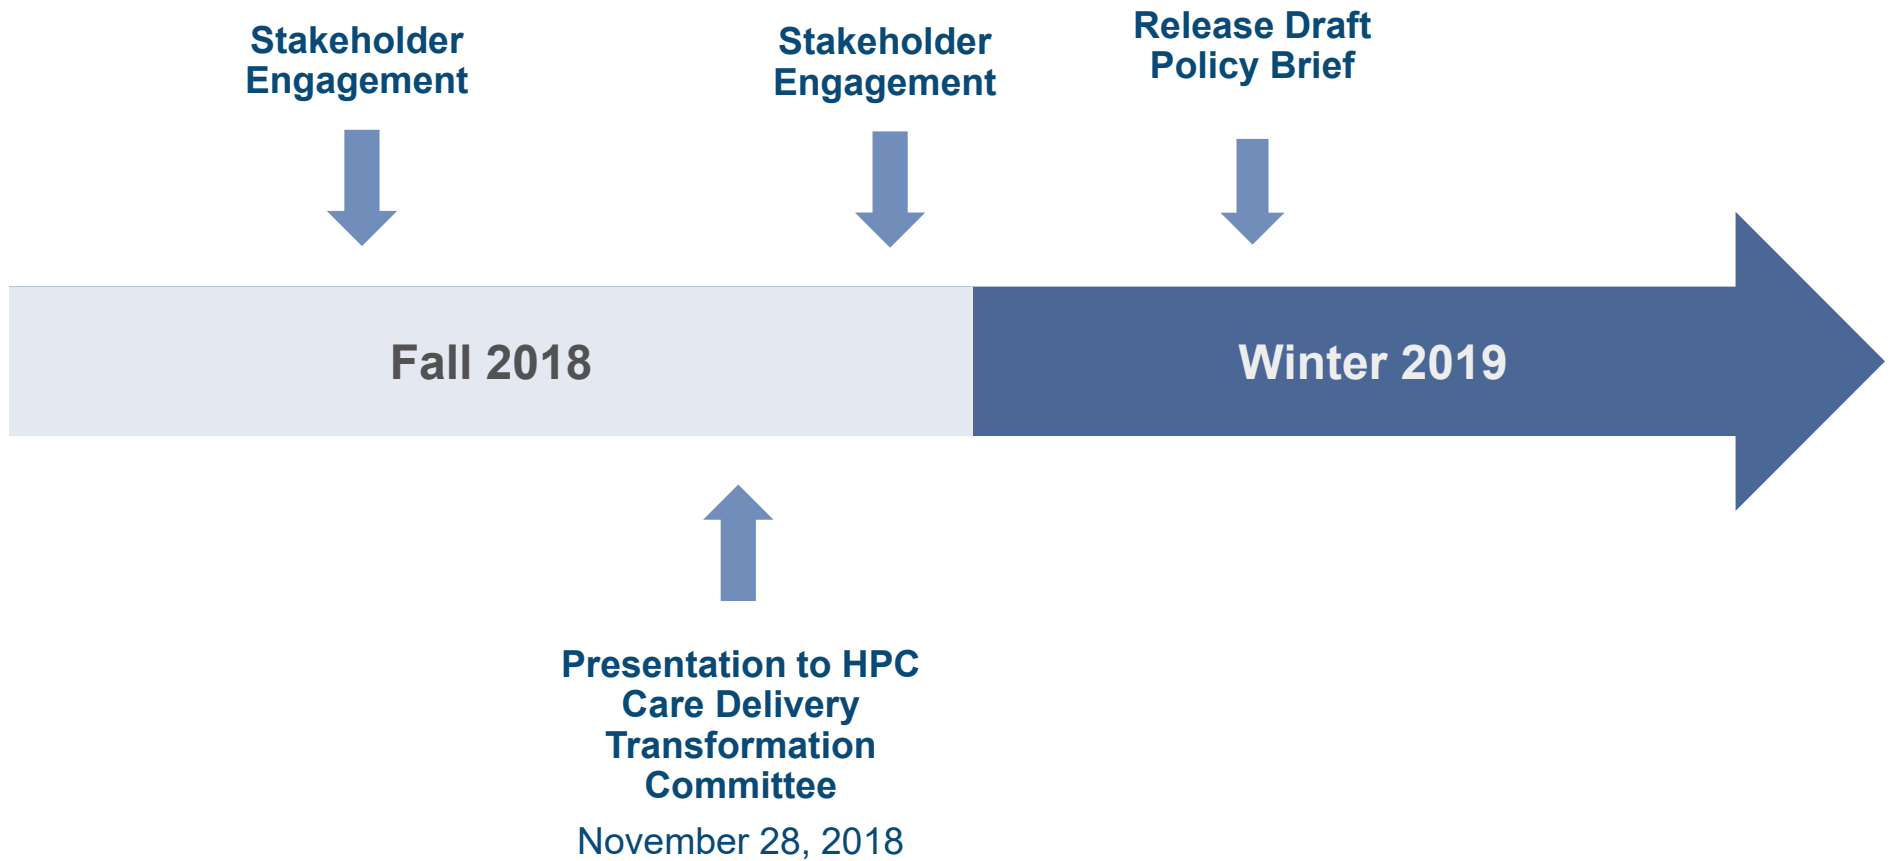 Stakeholder
Engagement
Stakeholder
Engagement
Release Draft
Policy Brief
Fall 2018
Winter 2019
Presentation to HPC
Care Delivery
Transformation
Committee
November 28, 2018